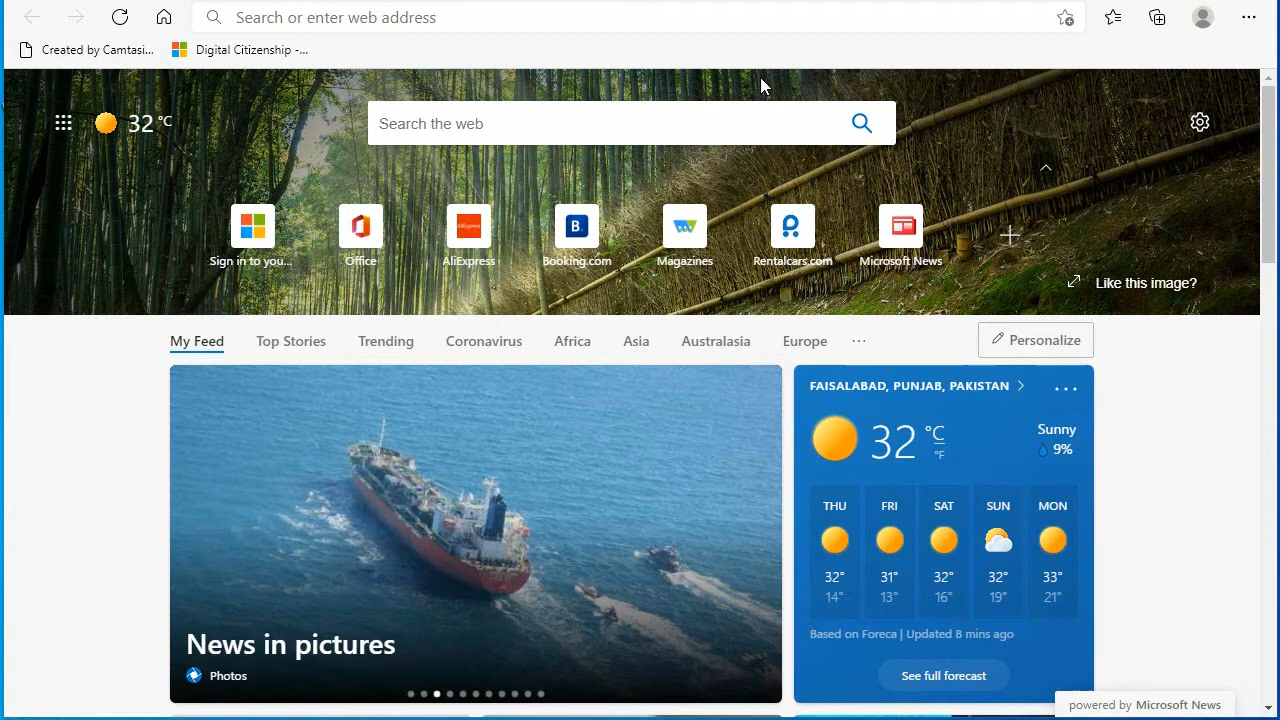 Search or enter web address
Created by Camtasi...
Digital Citizenship -...
32 °C
Search the web
Sign in to you...
Office
AliExpress
Booking.com
Magazines
Rentalcars.com
Microsoft News
AliExpress
B.
Like this image?
My Feed
Top Stories
Trending
Coronavirus
Africa
Asia
Australasia
Europe
...
Personalize
FAISALABAD, PUNJAB, PAKISTAN
...
32 °C
°F
Sunny
9%
THU
FRI
SAT
SUN
MON
32°
31°
32°
32°
33°
14°
13°
16°
19°
21°
Based on Foreca | Updated 8 mins ago
See full forecast
News in pictures
Photos
powered by Microsoft News